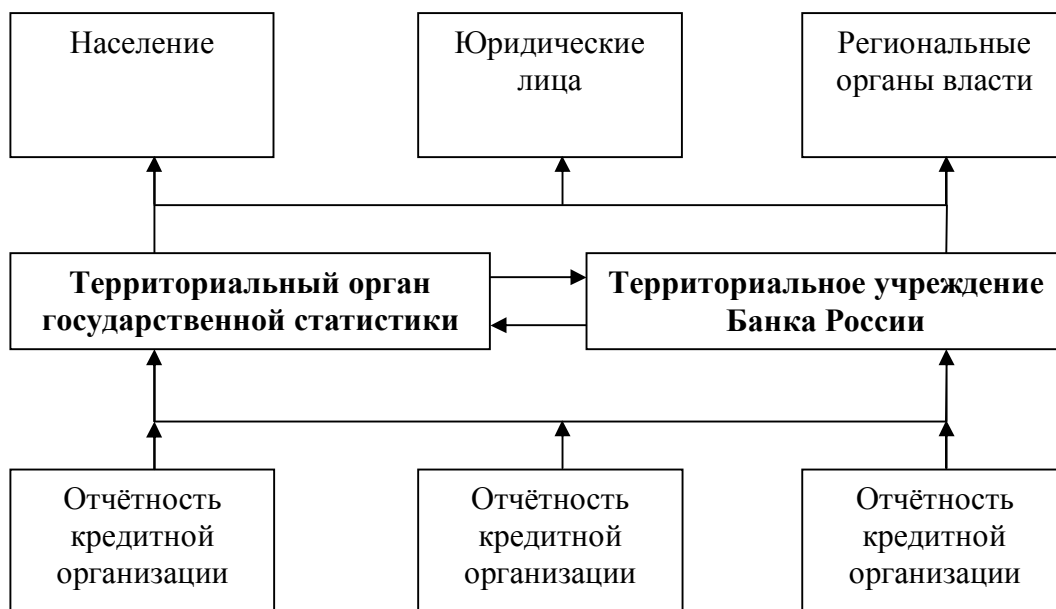 Население
Юридические
лица
Региональные
органы власти
Территориальный орган
государственной статистики
Территориальное учреждение
Банка России
Отчётность
кредитной
организации
Отчётность
кредитной
организации
Отчётность
кредитной
организации